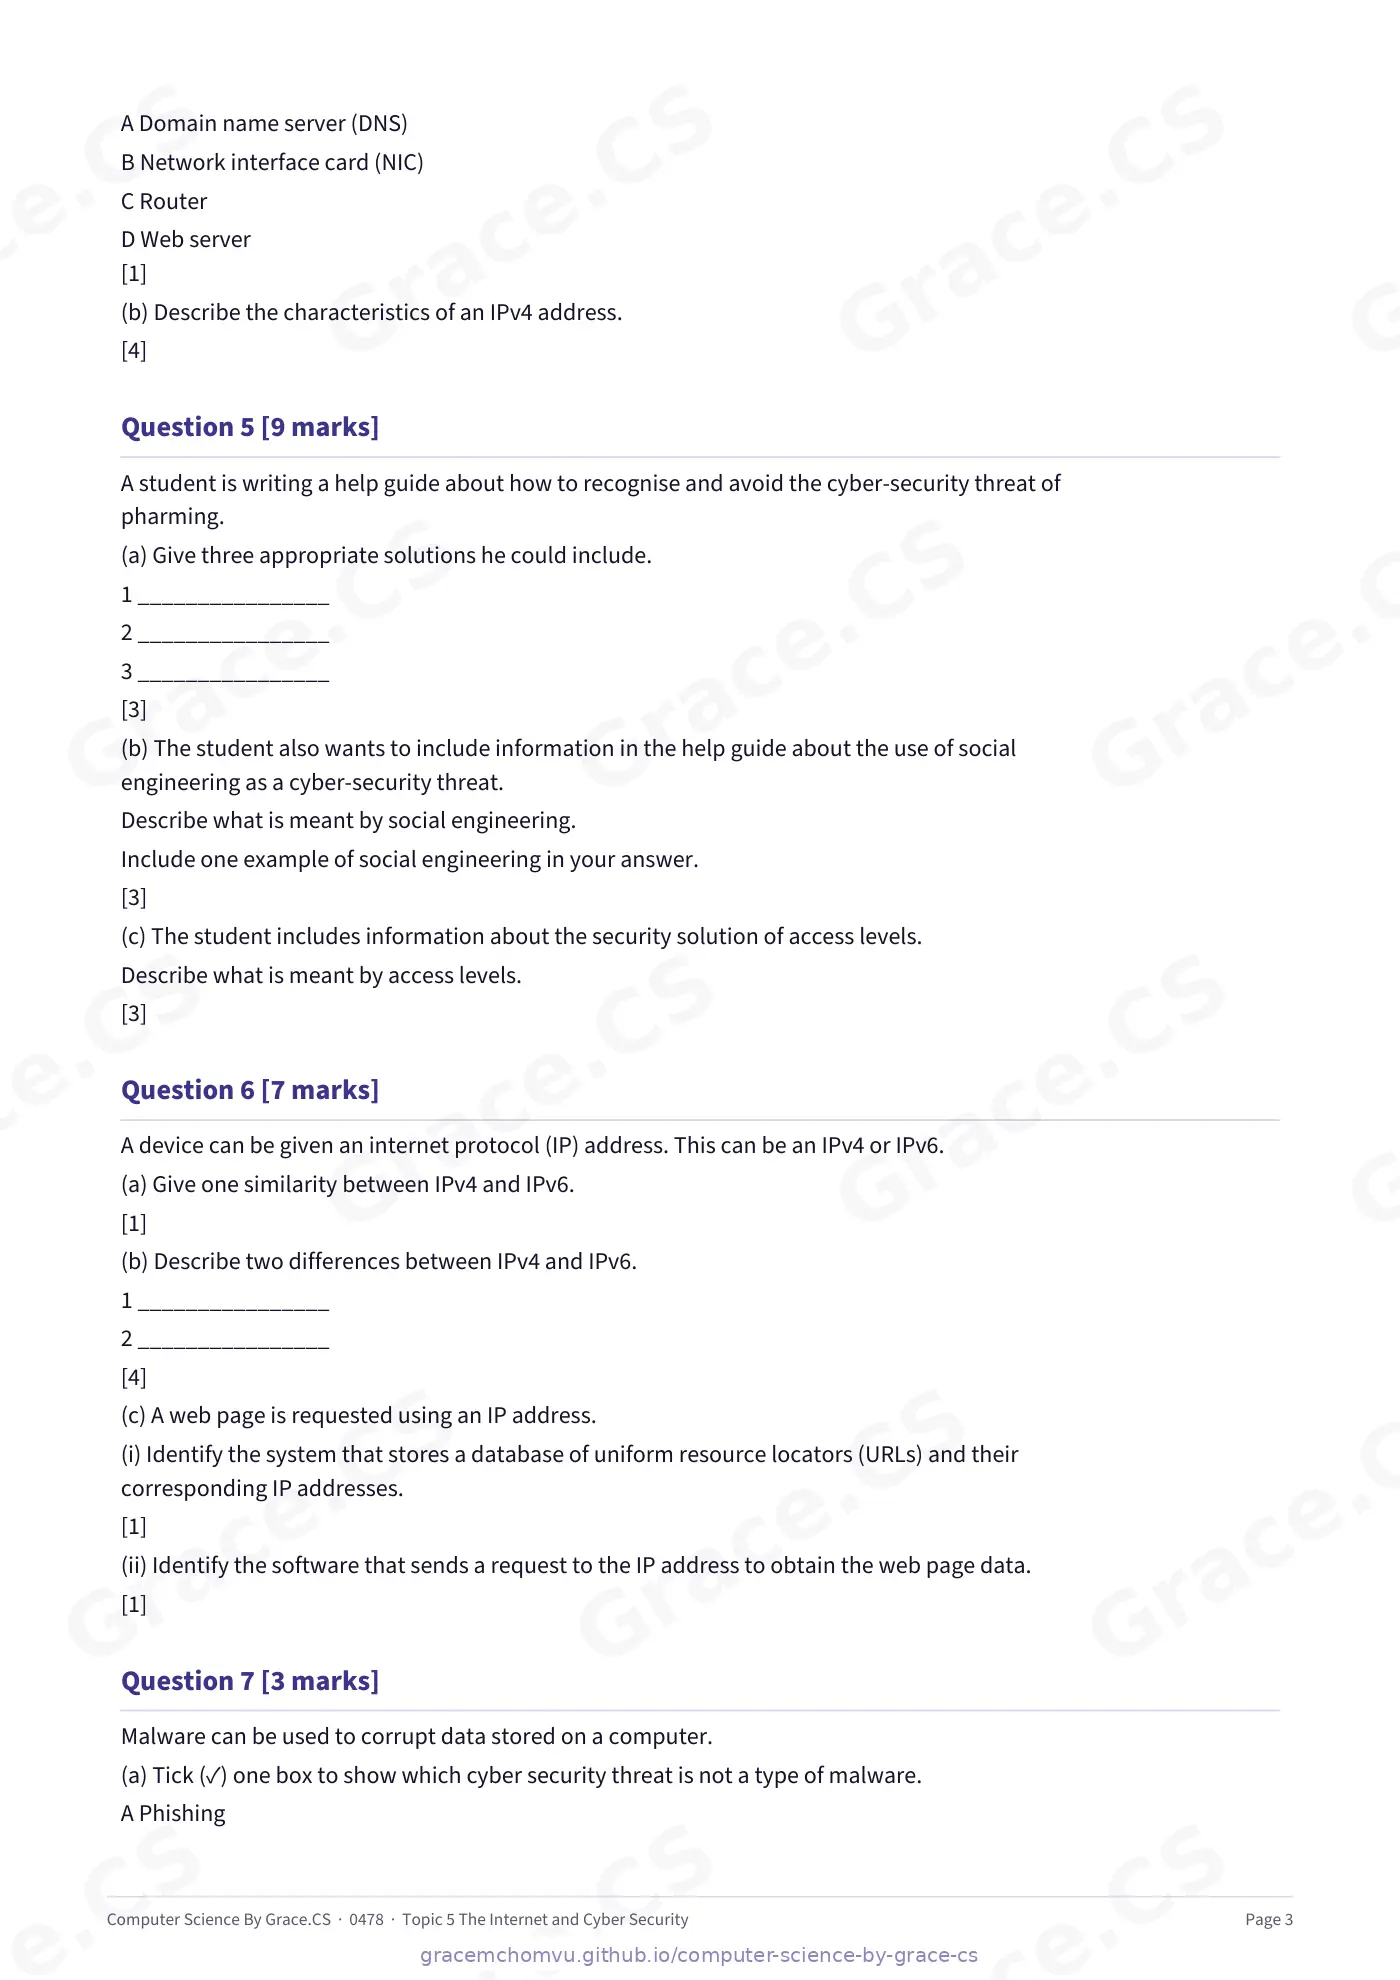 A Domain name server (DNS)
B Network interface card (NIC)
C Router
D Web server
[1]
(b) Describe the characteristics of an IPv4 address.
[4]
Question 5 [9 marks]
A student is writing a help guide about how to recognise and avoid the cyber-security threat of
pharming.
(a) Give three appropriate solutions he could include.
1 ________________
2 ________________
3 ________________
[3]
(b) The student also wants to include information in the help guide about the use of social
engineering as a cyber-security threat.
Describe what is meant by social engineering.
Include one example of social engineering in your answer.
[3]
(c) The student includes information about the security solution of access levels.
Describe what is meant by access levels.
[3]
Question 6 [7 marks]
A device can be given an internet protocol (IP) address. This can be an IPv4 or IPv6.
(a) Give one similarity between IPv4 and IPv6.
[1]
(b) Describe two differences between IPv4 and IPv6.
1 ________________
2 ________________
[4]
(c) A web page is requested using an IP address.
(i) Identify the system that stores a database of uniform resource locators (URLs) and their
corresponding IP addresses.
[1]
(ii) Identify the software that sends a request to the IP address to obtain the web page data.
[1]
Question 7 [3 marks]
Malware can be used to corrupt data stored on a computer.
(a) Tick (✓) one box to show which cyber security threat is not a type of malware.
A Phishing
Computer Science By Grace.CS · 0478 · Topic 5 The Internet and Cyber Security Page 3
gracemchomvu.github.io/computer-science-by-grace-cs
Grace.CS